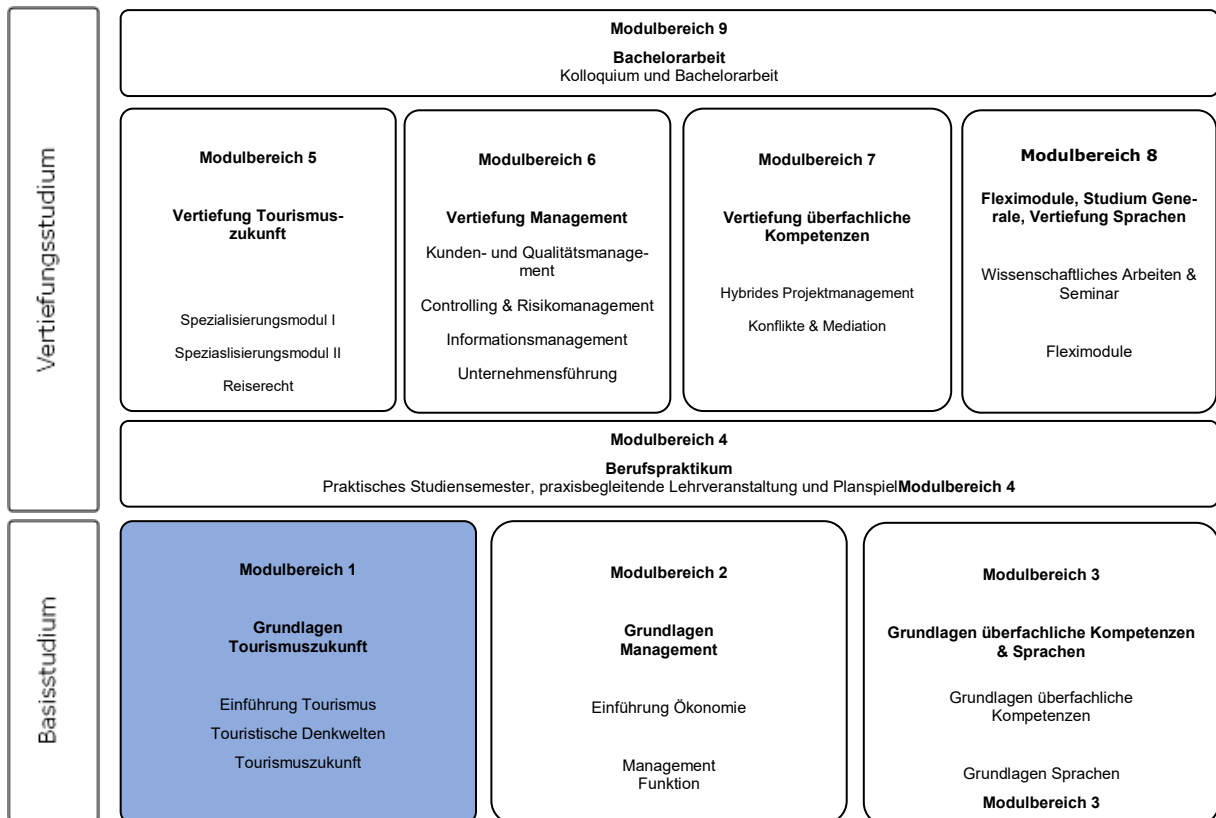 Vertiefungsstudium
Modulbereich 9
Bachelorarbeit
Kolloquium und Bachelorarbeit
Modulbereich 5
Vertiefung Tourismus-
zukunft
Spezialisierungsmodul I
Speziaslisierungsmodul II
Reiserecht
Modulbereich 6
Vertiefung Management
Kunden- und Qualitätsmanage-
ment
Controlling & Risikomanagement
Informationsmanagement
Unternehmensführung
Modulbereich 7
Vertiefung überfachliche
Kompetenzen
Hybrides Projektmanagement
Konflikte & Mediation
Modulbereich 8
Fleximodule, Studium Gene-
rale, Vertiefung Sprachen
Wissenschaftliches Arbeiten &
Seminar
Fleximodule
Modulbereich 4
Berufspraktikum
Praktisches Studiensemester, praxisbegleitende Lehrveranstaltung und PlanspielModulbereich 4
Basisstudium
Modulbereich 1
Grundlagen
Tourismuszukunft
Einführung Tourismus
Touristische Denkwelten
Tourismuszukunft
Modulbereich 2
Grundlagen
Management
Einführung Ökonomie
Management
Funktion
Modulbereich 3
Grundlagen überfachliche Kompetenzen
& Sprachen
Grundlagen überfachliche
Kompetenzen
Grundlagen Sprachen
Modulbereich 3